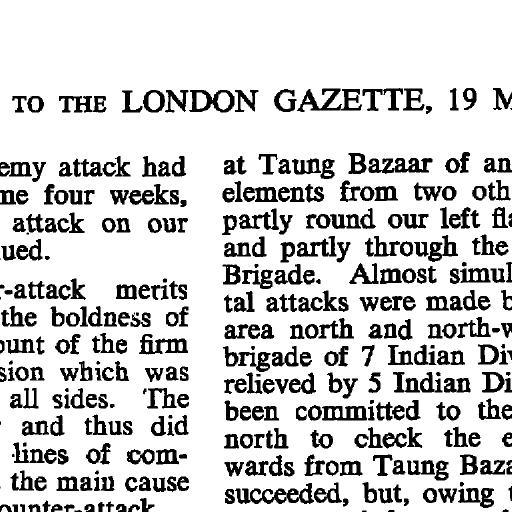 TO THE LONDON GAZETTE, 19 M
emy attack had
me four weeks,
attack on our
ued.
r-attack merits
the boldness of
ount of the firm
sion which was
all sides. The
and thus did
lines of com-
the main cause
ounter-attack
at Taung Bazaar of an
elements from two oth
partly round our left fla
and partly through the
Brigade. Almost simul
tal attacks were made b
area north and north-w
brigade of 7 Indian Div
relieved by 5 Indian Di
been committed to the
north to check the e
wards from Taung Baza
succeeded, but, owing t